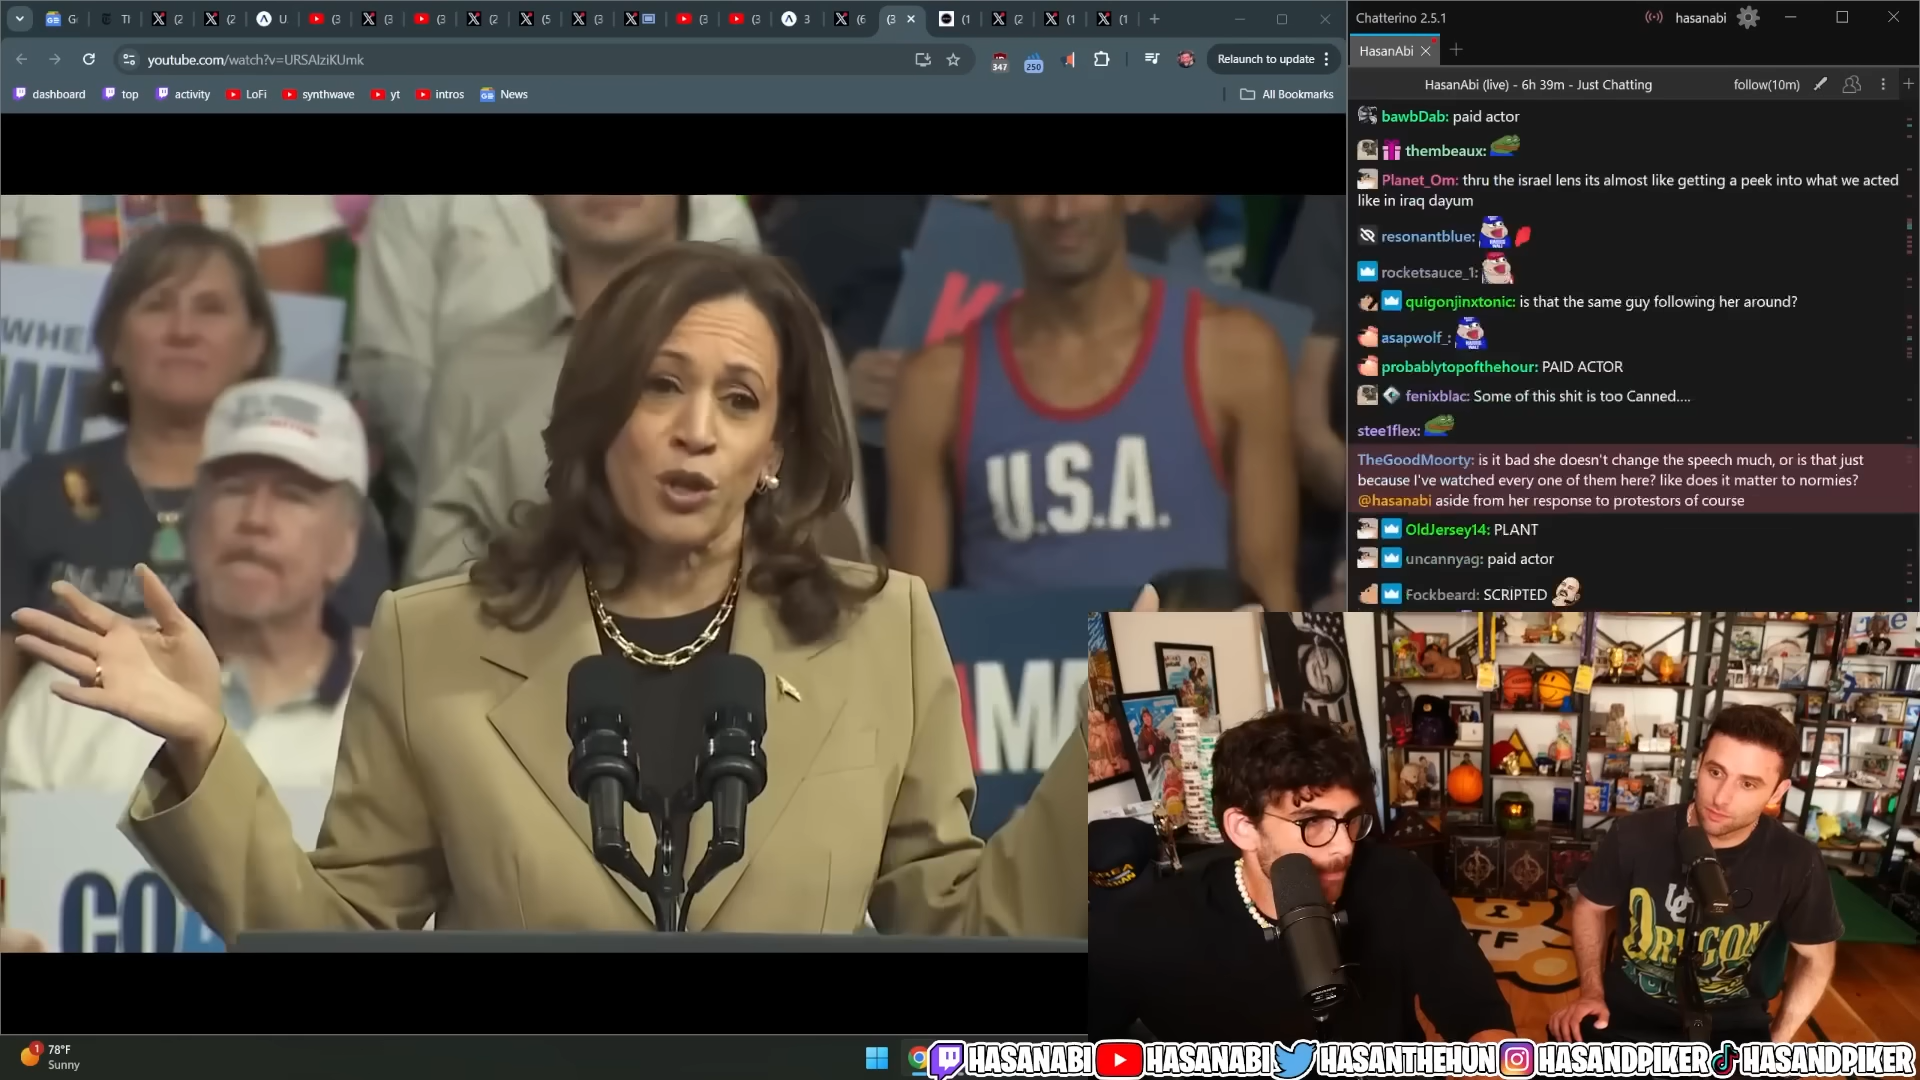 Relaunch to update
youtube.com/watch?v=URSAIziKUmk
347
250
dashboard
top
activity
LoFi
synthwave
yt
intros
News
All Bookmarks
U.S.A.
78°F
Sunny
Chatterino 2.5.1
hasanabi
HasanAbi
HasanAbi (live) - 6h 39m - Just Chatting
follow(10m)
bawbDab: paid actor
thembeaux:
Planet_Om: thru the israel lens its almost like getting a peek into what we acted
like in iraq dayum
resonantblue:
rocketsauce_1:
quigonjinxtonic: is that the same guy following her around?
asapwolf_:
probablytopofthehour: PAID ACTOR
fenixblac: Some of this shit is too Canned....
stee1flex:
TheGoodMoorty: is it bad she doesn't change the speech much, or is that just
because I've watched every one of them here? like does it matter to normies?
@hasanabi aside from her response to protestors of course
OldJersey14: PLANT
uncannyag: paid actor
Fockbeard: SCRIPTED
OREGON
HASANABI
HASANABI
HASANTHEHUN
HASANDPIKER
HASANDPIKER